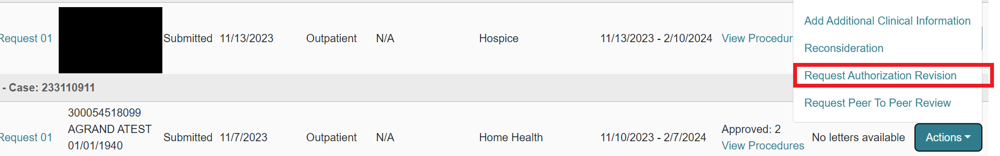 Request 01
Submitted 11/13/2023 Outpatient N/A Hospice 11/13/2023 - 2/10/2024 View
Add Additional Clinical Information
Reconsideration
Request Authorization Revision
Request Peer To Peer Review
- Case: 233110911
Request 01
300054518099
AGRAND ATEST
01/01/1940
Submitted 11/7/2023 Outpatient N/A Home Health 11/10/2023 - 2/7/2024
Approved: 2
View Procedures
No letters available
Actions